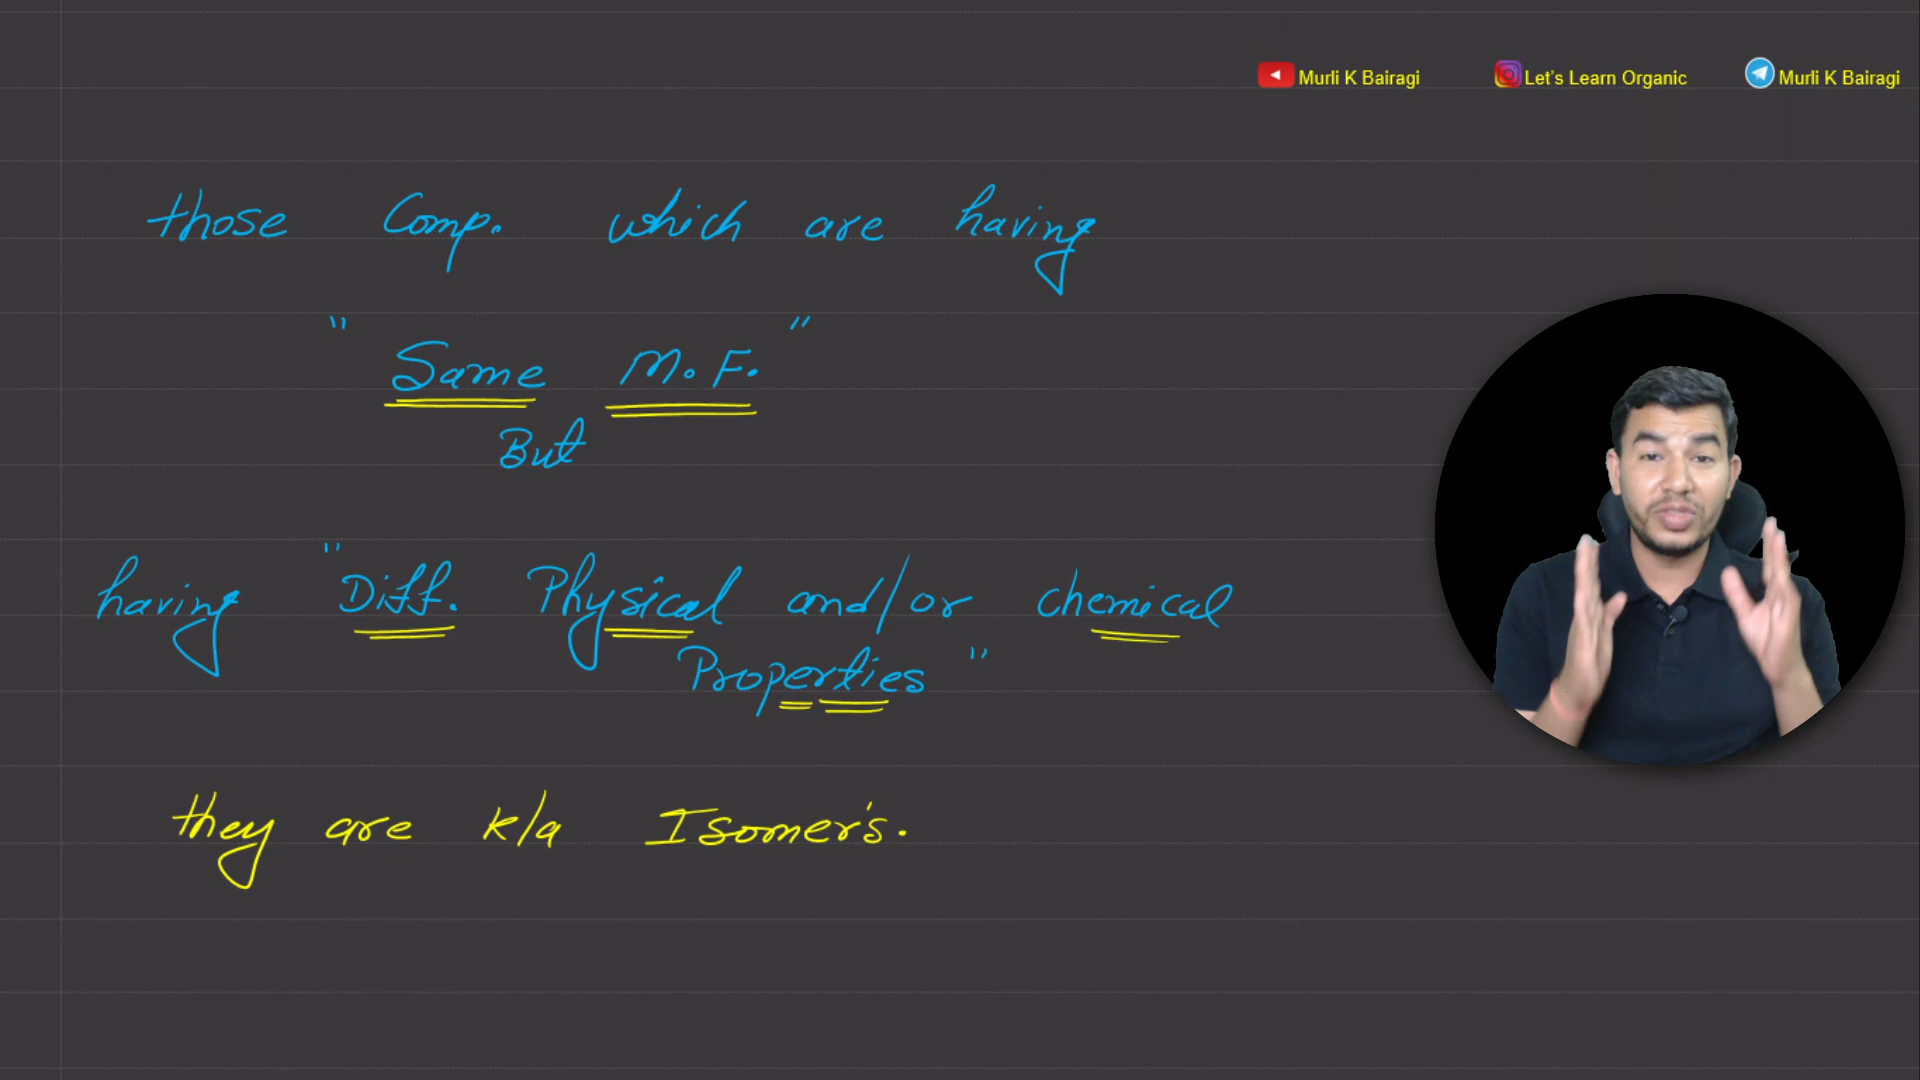 Murli K Bairagi Let's Learn Organic Murli K Bairagi
those Comp. which are having
" Same M.F. "
But
having "Diff. Physical and/or chemical
Properties "
they are k/a Isomer's.